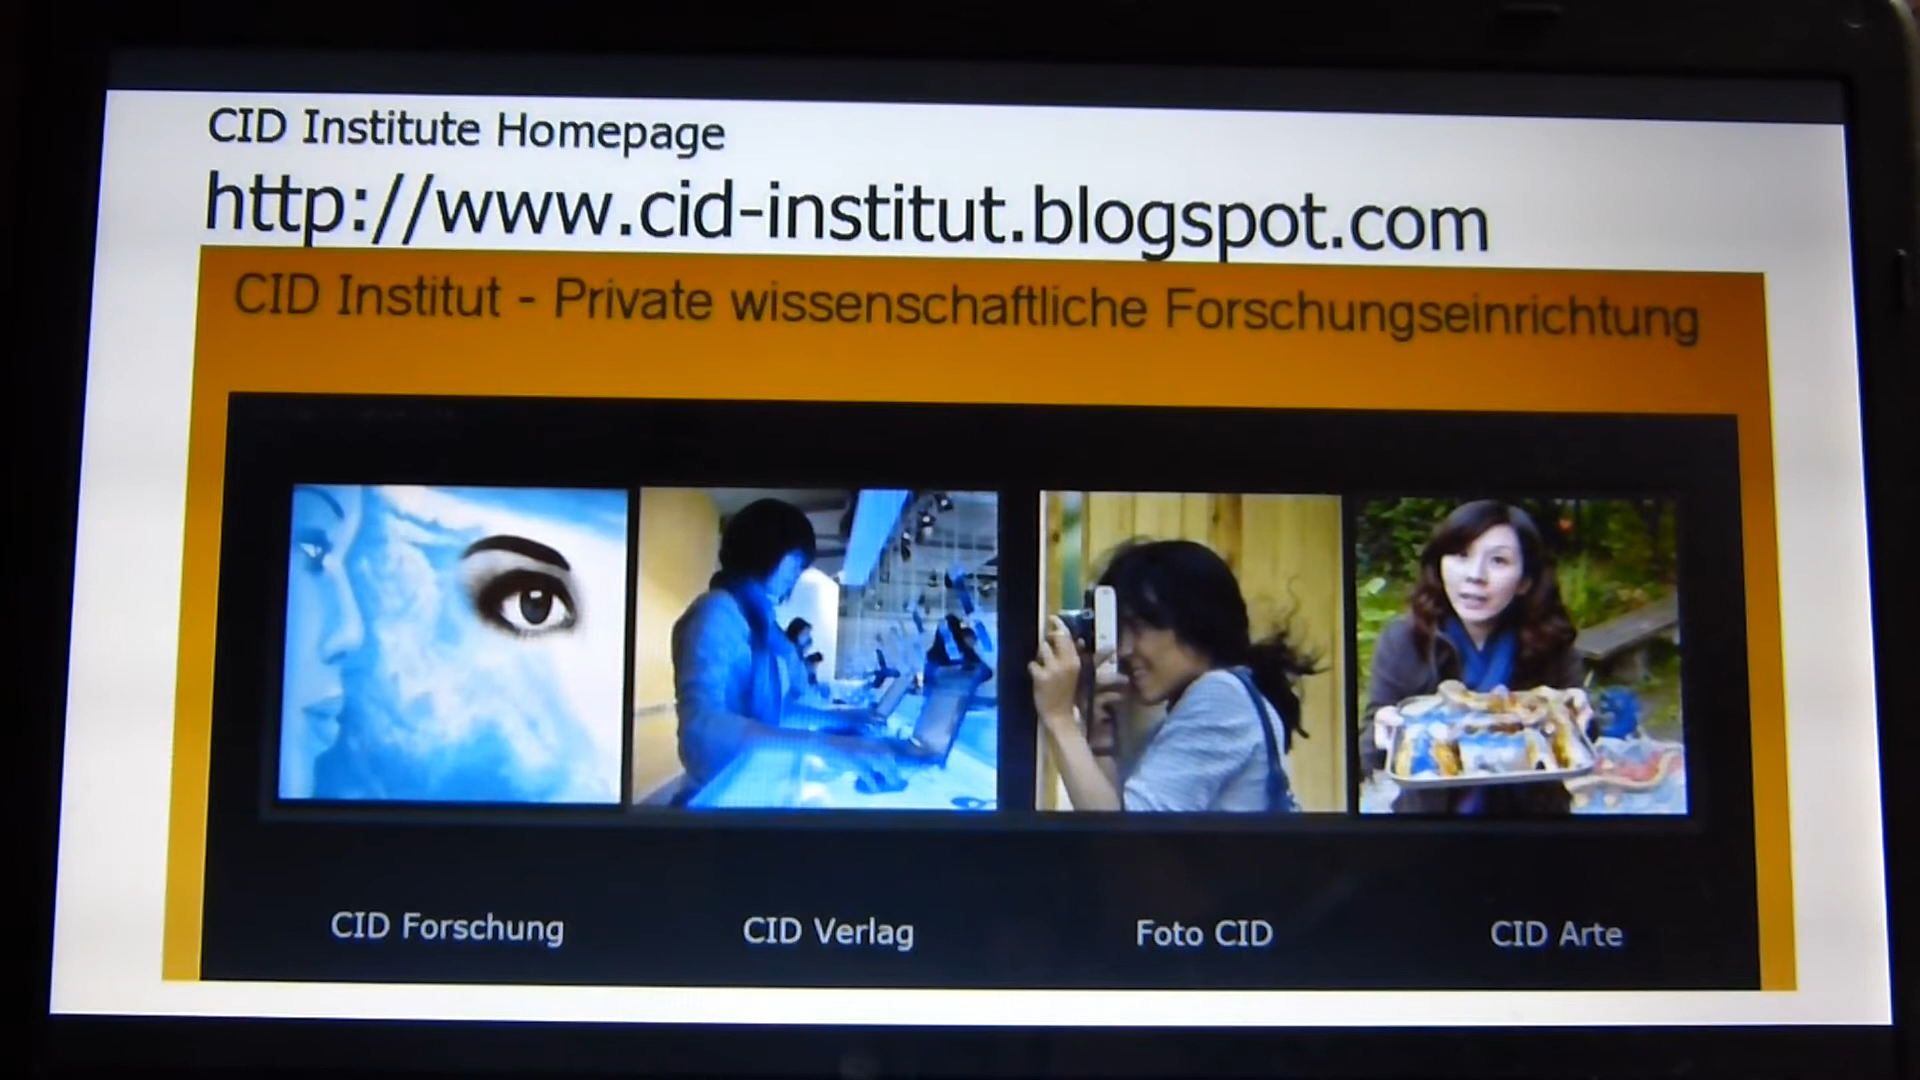 CID Institute Homepage
http://www.cid-institut.blogspot.com
CID Institut - Private wissenschaftliche Forschungseinrichtung
CID Forschung
CID Verlag
Foto CID
CID Arte